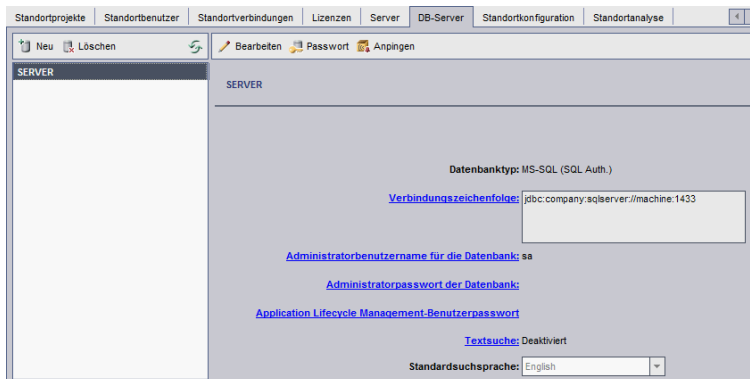 Standortprojekte Standortbenutzer Standortverbindungen Lizenzen Server DB-Server Standortkonfiguration Standortanalyse
Neu Löschen Bearbeiten Passwort Anpingen
SERVER
SERVER
Datenbanktyp: MS-SQL (SQL Auth.)
Verbindungszeichenfolge: jdbc:company:sqlserver://machine:1433
Administratorbenutzername für die Datenbank: sa
Administratorpasswort der Datenbank:
Application Lifecycle Management-Benutzerpasswort
Textsuche: Deaktiviert
Standardsuchsprache: English